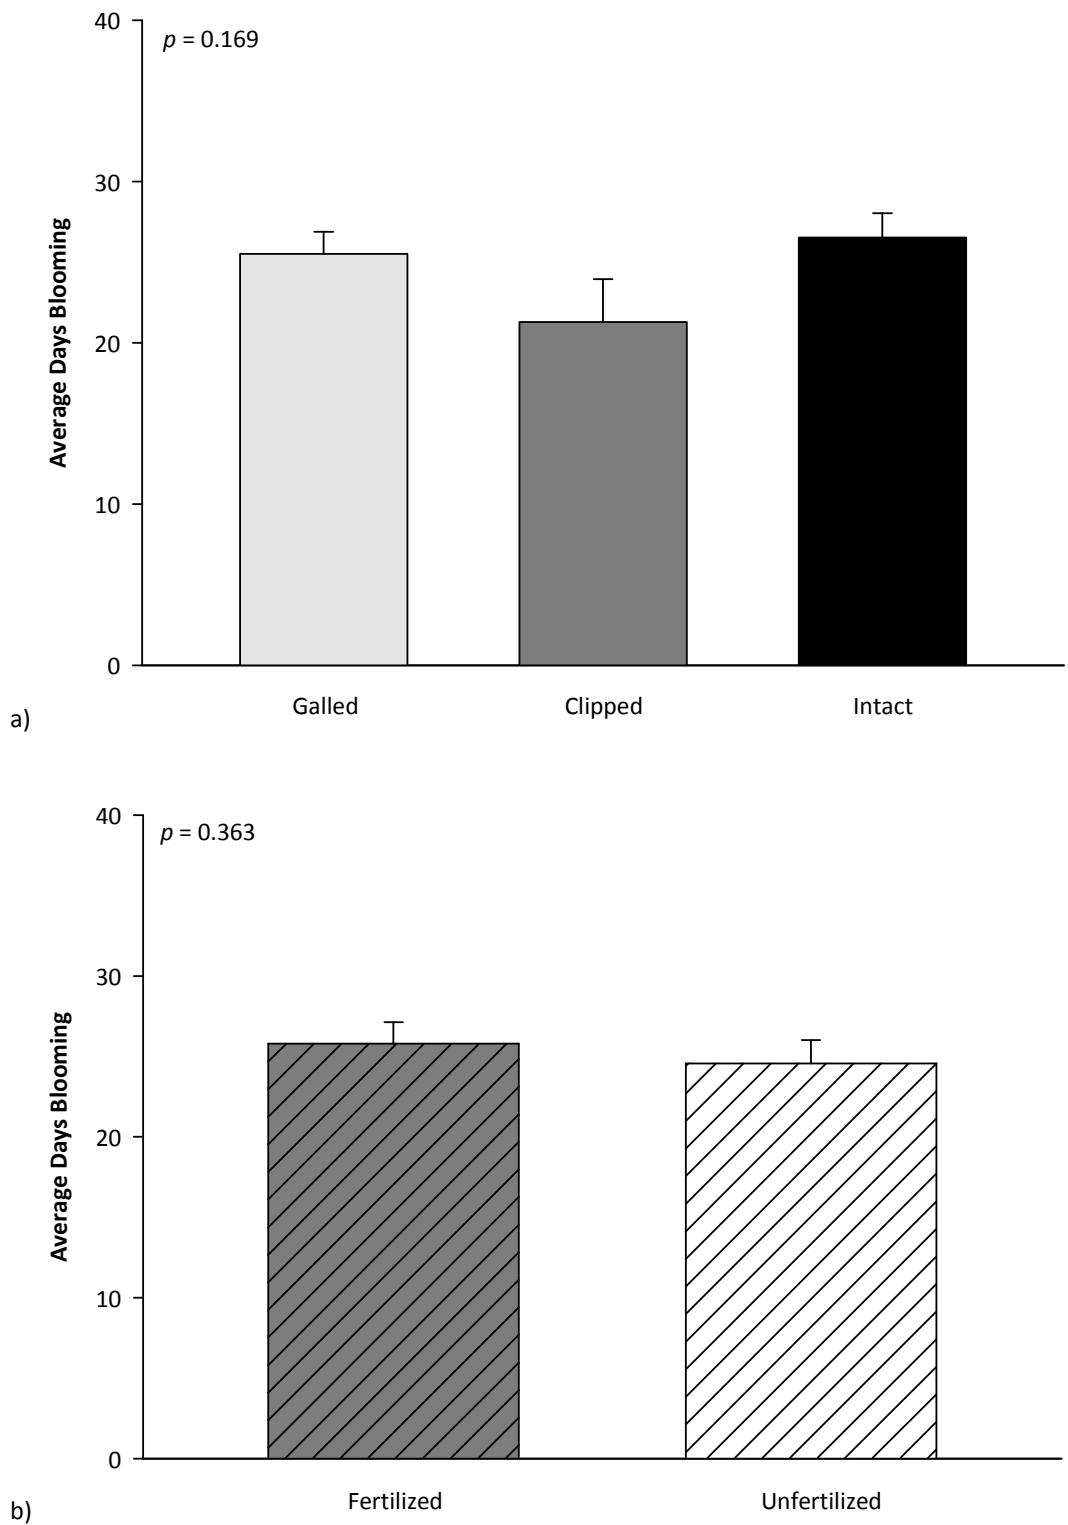 40
p = 0.169
30
Average Days Blooming
20
10
0
Galled Clipped Intact
a)
40
p = 0.363
30
Average Days Blooming
20
10
0
Fertilized Unfertilized
b)